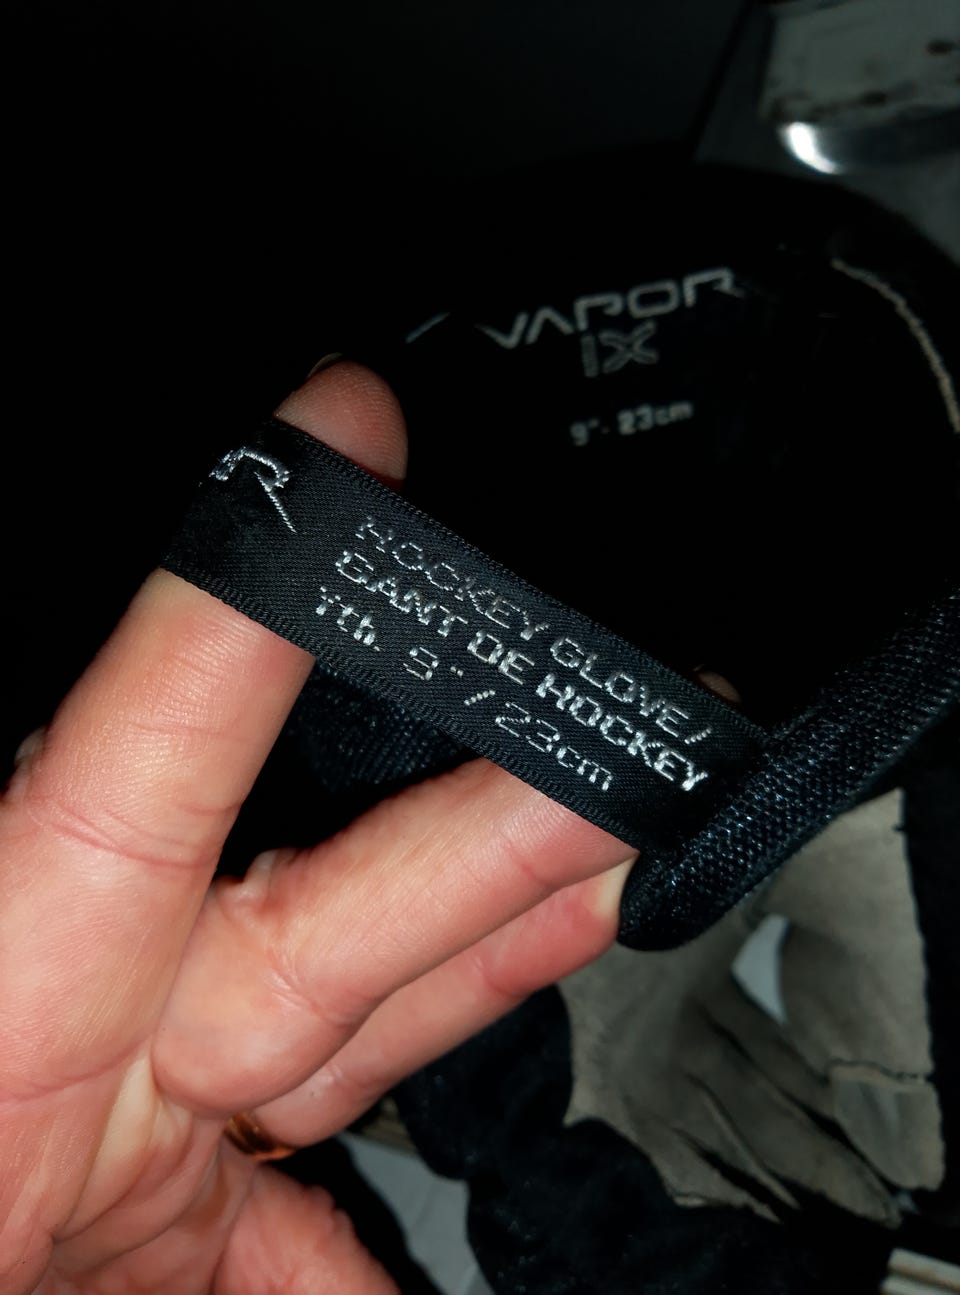 VAPOR
1X
9"- 23cm
R
HOCKEY GLOVE/
GANT DE HOCKEY
Yth. 9"/23cm